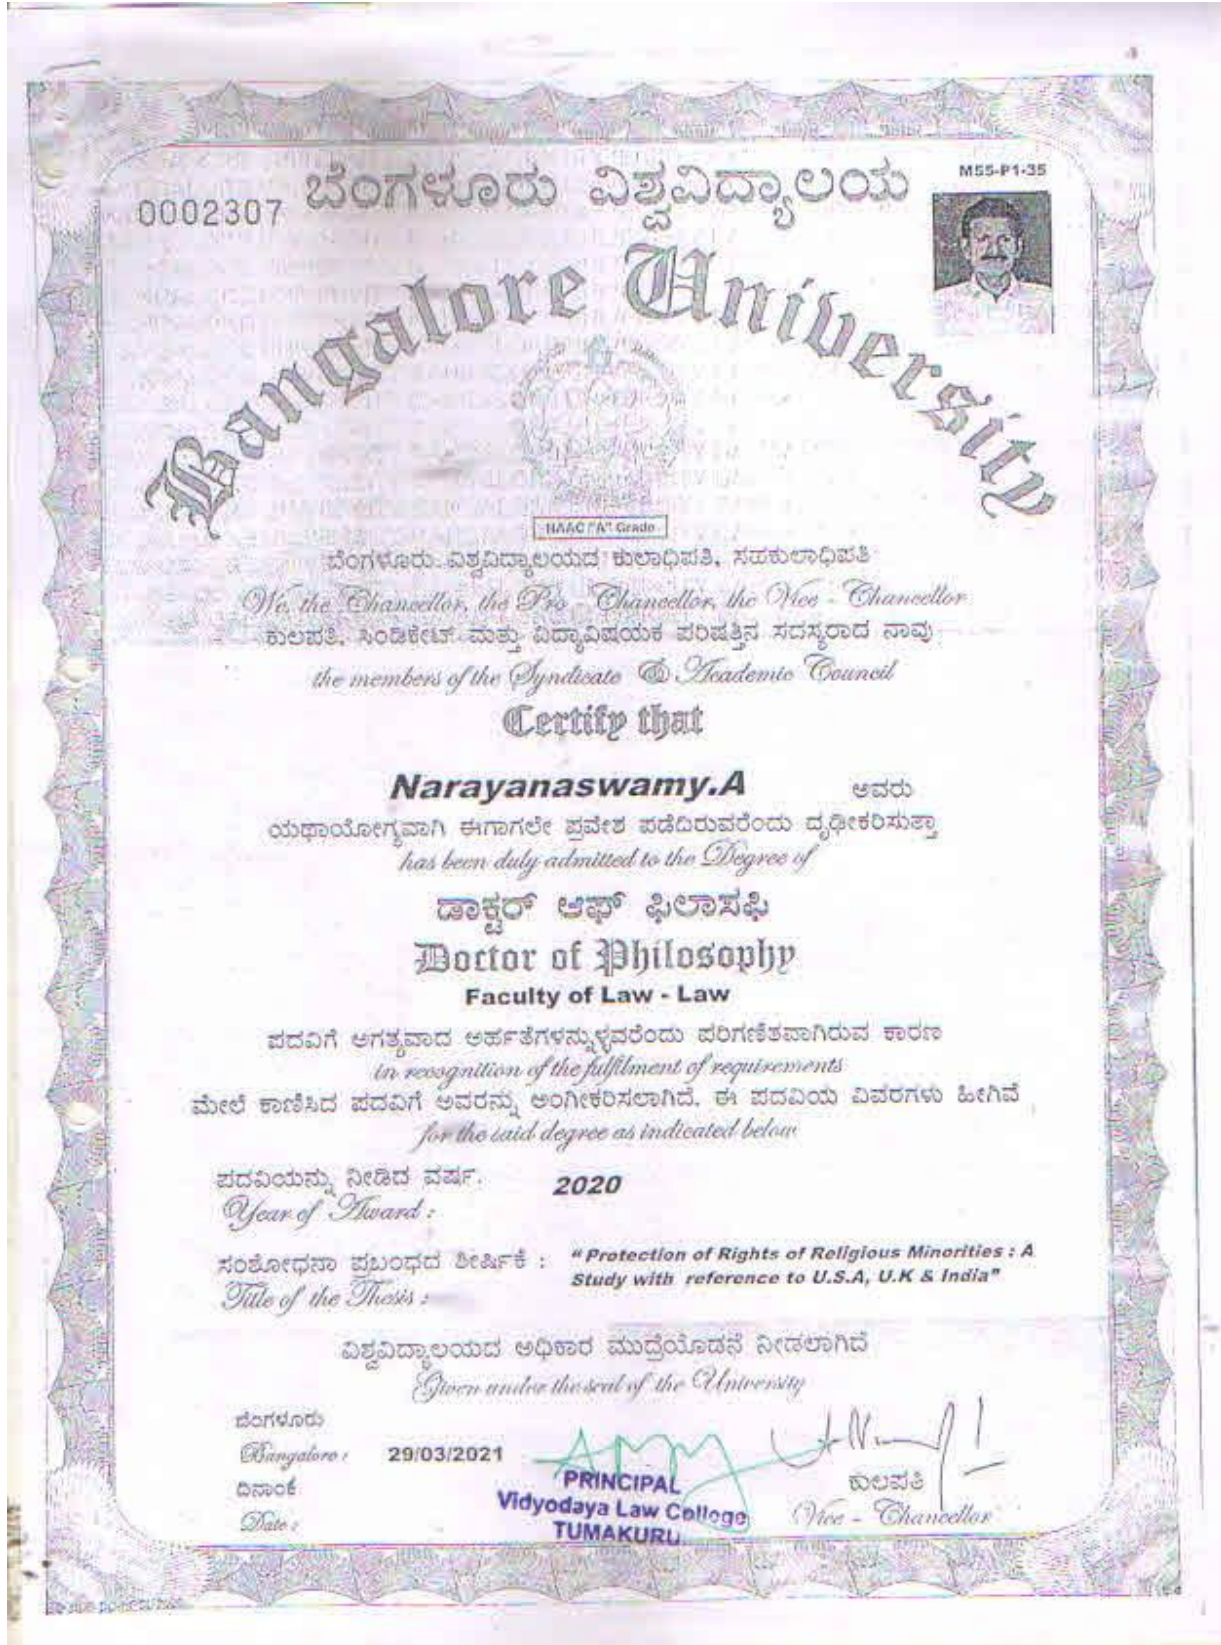 M55-P1-35
0002307 ಬೆಂಗಳೂರು ವಿಶ್ವವಿದ್ಯಾಲಯ
Bangalore University
NAAC "A" Grade
ಬೆಂಗಳೂರು ವಿಶ್ವವಿದ್ಯಾಲಯದ ಕುಲಾಧಿಪತಿ, ಸಹಕುಲಾಧಿಪತಿ
We, the Chancellor, the Pro - Chancellor, the Vice - Chancellor
ಕುಲಪತಿ, ಸಿಂಡಿಕೇಟ್ ಮತ್ತು ವಿದ್ಯಾವಿಷಯಕ ಪರಿಷತ್ತಿನ ಸದಸ್ಯರಾದ ನಾವು
the members of the Syndicate & Academic Council
Certify that
Narayanaswamy.A ಅವರು
ಯಥಾಯೋಗ್ಯವಾಗಿ ಈಗಾಗಲೇ ಪ್ರವೇಶ ಪಡೆದಿರುವರೆಂದು ದೃಢೀಕರಿಸುತ್ತಾ
has been duly admitted to the Degree of
ಡಾಕ್ಟರ್ ಆಫ್ ಫಿಲಾಸಫಿ
Doctor of Philosophy
Faculty of Law - Law
ಪದವಿಗೆ ಅಗತ್ಯವಾದ ಅರ್ಹತೆಗಳನ್ನುಳ್ಳವರೆಂದು ಪರಿಗಣಿತವಾಗಿರುವ ಕಾರಣ
in recognition of the fulfilment of requirements
ಮೇಲೆ ಕಾಣಿಸಿದ ಪದವಿಗೆ ಅವರನ್ನು ಅಂಗೀಕರಿಸಲಾಗಿದೆ. ಈ ಪದವಿಯ ವಿವರಗಳು ಹೀಗಿವೆ
for the said degree as indicated below
ಪದವಿಯನ್ನು ನೀಡಿದ ವರ್ಷ.
Year of Award : 2020
ಸಂಶೋಧನಾ ಪ್ರಬಂಧದ ಶೀರ್ಷಿಕೆ : “ Protection of Rights of Religious Minorities : A
Title of the Thesis : Study with reference to U.S.A, U.K & India”
ವಿಶ್ವವಿದ್ಯಾಲಯದ ಅಧಿಕಾರ ಮುದ್ರೆಯೊಡನೆ ನೀಡಲಾಗಿದೆ
Given under the seal of the University
ಬೆಂಗಳೂರು
Bangalore : 29/03/2021
ದಿನಾಂಕ
Date :
PRINCIPAL
Vidyodaya Law College
TUMAKURU
ಕುಲಪತಿ
Vice - Chancellor